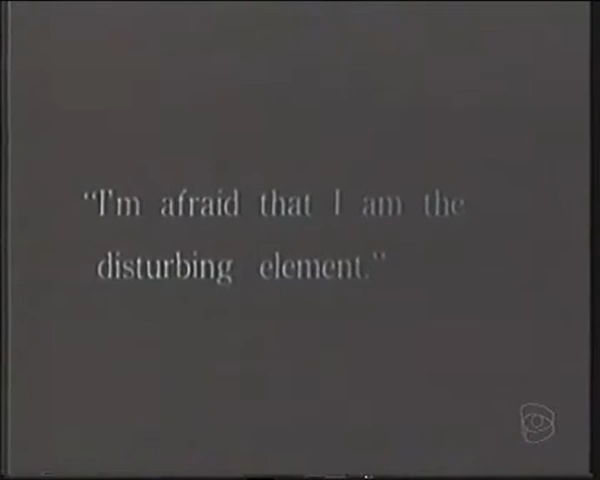 “I'm afraid that I am the
disturbing element.”